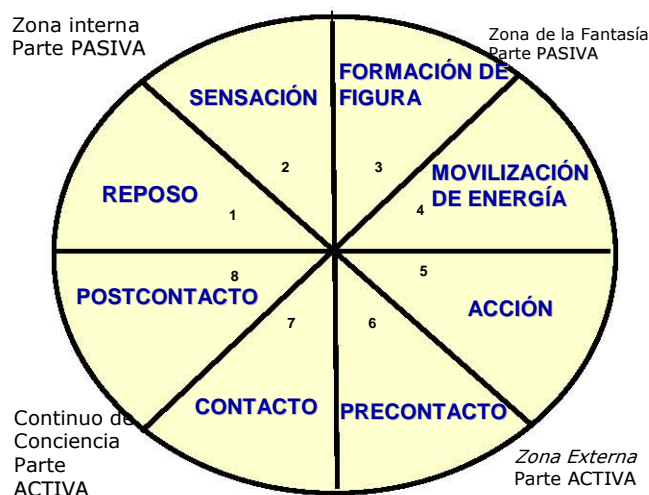 Zona interna
Parte PASIVA
Zona de la Fantasía
Parte PASIVA
FORMACIÓN DE
FIGURA
SENSACIÓN
2
3
MOVILIZACIÓN
DE ENERGÍA
REPOSO
1
4
8
5
POSTCONTACTO
ACCIÓN
7
6
CONTACTO
PRECONTACTO
Continuo de
Conciencia
Parte
ACTIVA
Zona Externa
Parte ACTIVA